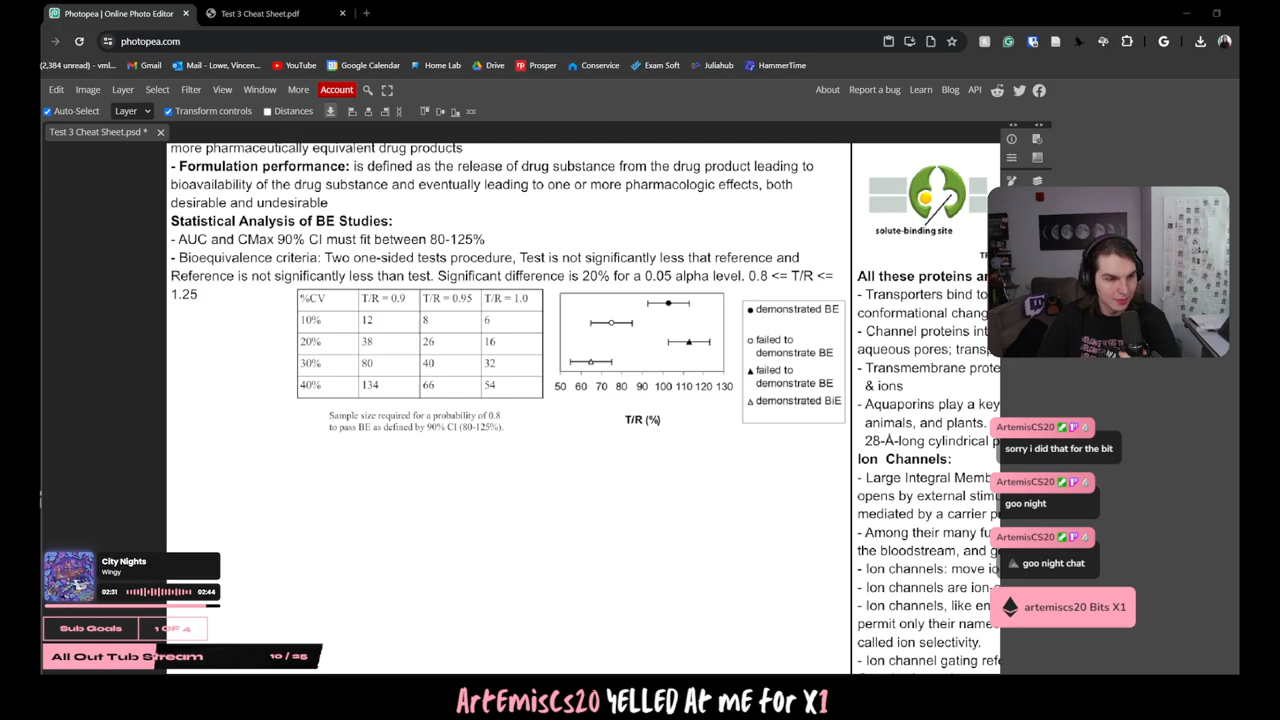 Photopea | Online Photo Editor
Test 3 Cheat Sheet.pdf
photopea.com
(2,384 unread) - vml...
Gmail
Mail - Lowe, Vincen...
YouTube
Google Calendar
Home Lab
Drive
Prosper
Conservice
Exam Soft
Juliahub
HammerTime
Edit Image Layer Select Filter View Window More Account
About Report a bug Learn Blog API
Auto-Select Layer Transform controls Distances
Test 3 Cheat Sheet.psd *
more pharmaceutically equivalent drug products
- Formulation performance: is defined as the release of drug substance from the drug product leading to
bioavailability of the drug substance and eventually leading to one or more pharmacologic effects, both
desirable and undesirable
Statistical Analysis of BE Studies:
- AUC and CMax 90% CI must fit between 80-125%
- Bioequivalence criteria: Two one-sided tests procedure, Test is not significantly less that reference and
Reference is not significantly less than test. Significant difference is 20% for a 0.05 alpha level. 0.8 <= T/R <=
1.25
%CV T/R = 0.9 T/R = 0.95 T/R = 1.0
10% 12 8 6
20% 38 26 16
30% 80 40 32
40% 134 66 54
Sample size required for a probability of 0.8
to pass BE as defined by 90% CI (80-125%).
50 60 70 80 90 100 110 120 130
T/R (%)
demonstrated BE
failed to
demonstrate BE
failed to
demonstrate BE
demonstrated BiE
solute-binding site
All these proteins ar
- Transporters bind to
conformational chang
- Channel proteins int
aqueous pores; trans
- Transmembrane prote
& ions
- Aquaporins play a key
animals, and plants.
28-Å-long cylindrical p
Ion Channels:
- Large Integral Memb
opens by external stimu
mediated by a carrier p
- Among their many fu
the bloodstream, and g
- Ion channels: move io
- Ion channels are ion-s
- Ion channels, like en
permit only their names
called ion selectivity.
- Ion channel gating refe
ArtemisCS20
sorry i did that for the bit
ArtemisCS20
goo night
ArtemisCS20
goo night chat
artemiscs20 Bits X1
City Nights
Wingy
02:31
02:44
Sub Goals 1 OF 4
All Out Tub Stream 10 / 25
ArtEmisCs20 YELLED At mE FoR X1